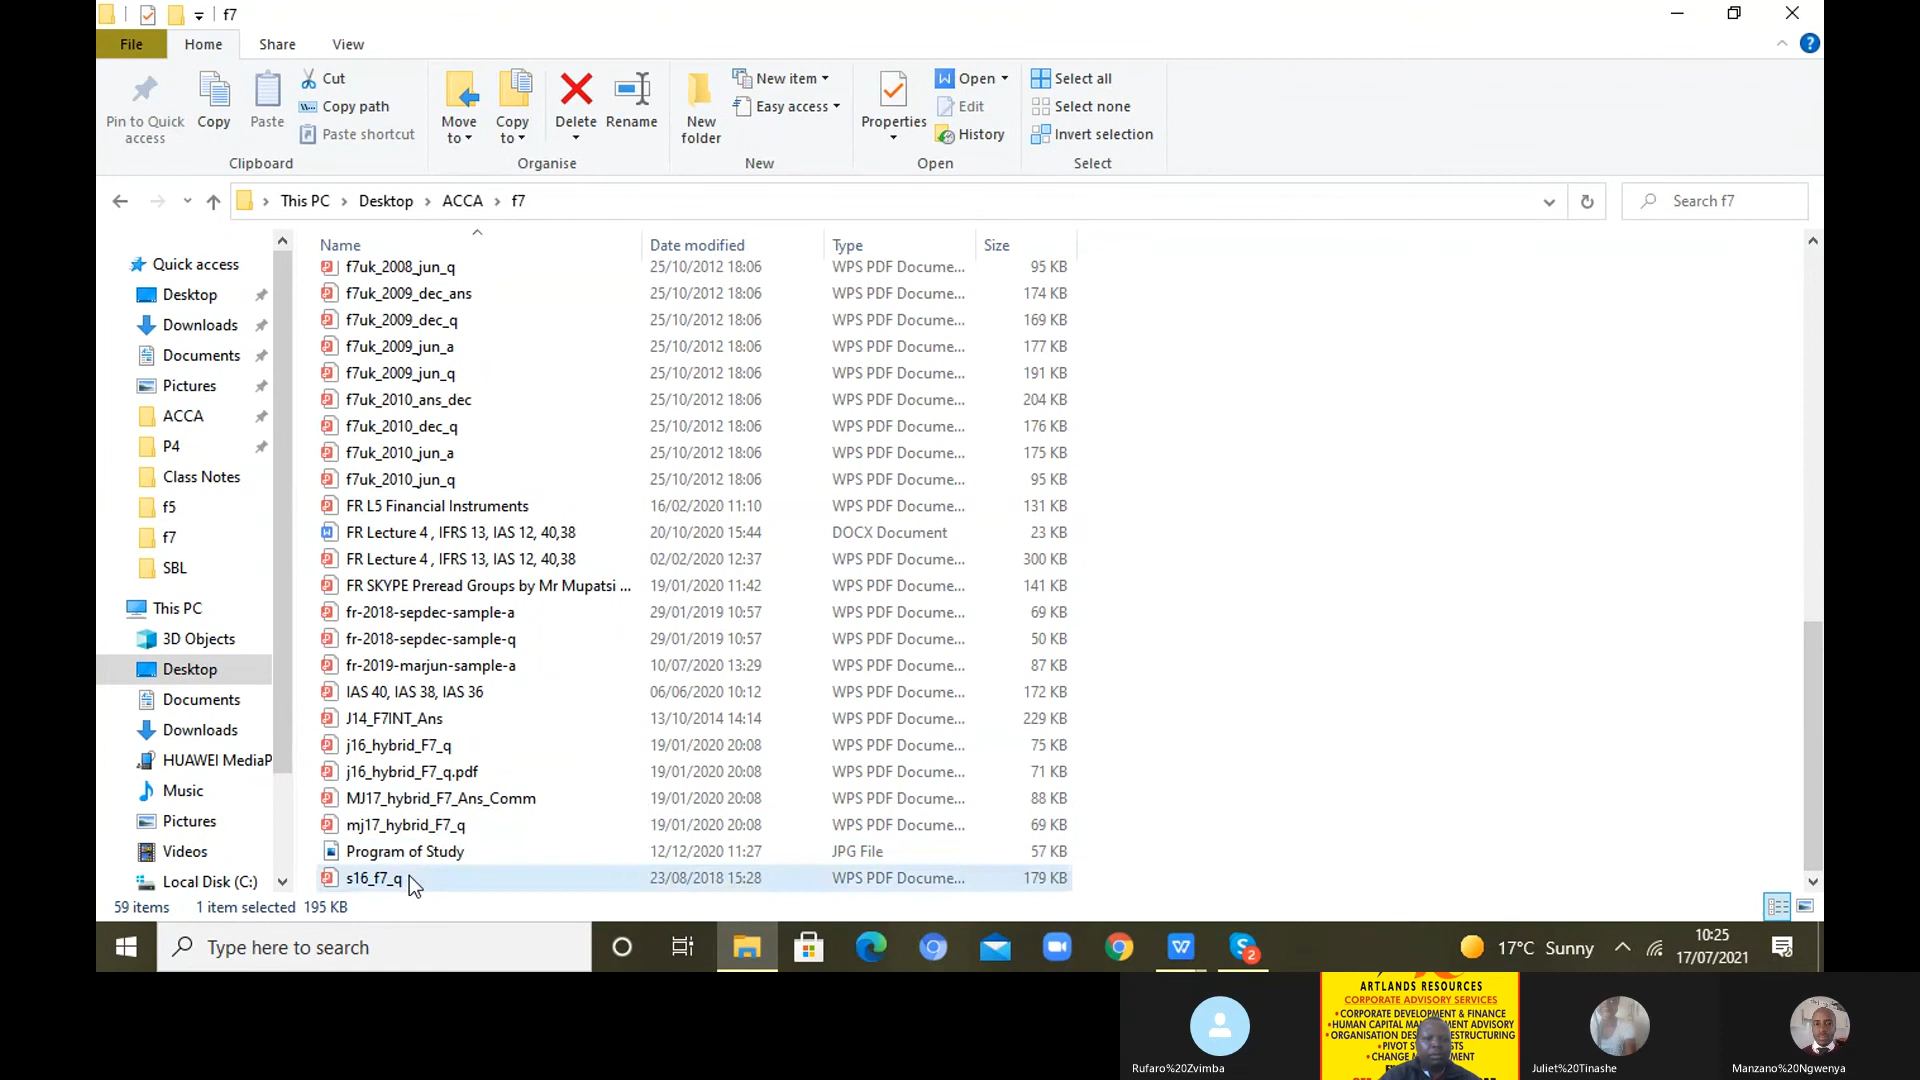 f7
File Home Share View
Pin to Quick access
Copy
Paste
Cut
Copy path
Paste shortcut
Move to
Copy to
Delete
Rename
New folder
New item
Easy access
Properties
Open
Edit
History
Select all
Select none
Invert selection
Clipboard Organise New Open Select
This PC > Desktop > ACCA > f7
Search f7
Quick access
Desktop
Downloads
Documents
Pictures
ACCA
P4
Class Notes
f5
f7
SBL
This PC
3D Objects
Desktop
Documents
Downloads
HUAWEI MediaP
Music
Pictures
Videos
Local Disk (C:)
Name Date modified Type Size
f7uk_2008_jun_q 25/10/2012 18:06 WPS PDF Docume... 95 KB
f7uk_2009_dec_ans 25/10/2012 18:06 WPS PDF Docume... 174 KB
f7uk_2009_dec_q 25/10/2012 18:06 WPS PDF Docume... 169 KB
f7uk_2009_jun_a 25/10/2012 18:06 WPS PDF Docume... 177 KB
f7uk_2009_jun_q 25/10/2012 18:06 WPS PDF Docume... 191 KB
f7uk_2010_ans_dec 25/10/2012 18:06 WPS PDF Docume... 204 KB
f7uk_2010_dec_q 25/10/2012 18:06 WPS PDF Docume... 176 KB
f7uk_2010_jun_a 25/10/2012 18:06 WPS PDF Docume... 175 KB
f7uk_2010_jun_q 25/10/2012 18:06 WPS PDF Docume... 95 KB
FR L5 Financial Instruments 16/02/2020 11:10 WPS PDF Docume... 131 KB
FR Lecture 4 , IFRS 13, IAS 12, 40,38 20/10/2020 15:44 DOCX Document 23 KB
FR Lecture 4 , IFRS 13, IAS 12, 40,38 02/02/2020 12:37 WPS PDF Docume... 300 KB
FR SKYPE Preread Groups by Mr Mupatsi ... 19/01/2020 11:42 WPS PDF Docume... 141 KB
fr-2018-sepdec-sample-a 29/01/2019 10:57 WPS PDF Docume... 69 KB
fr-2018-sepdec-sample-q 29/01/2019 10:57 WPS PDF Docume... 50 KB
fr-2019-marjun-sample-a 10/07/2020 13:29 WPS PDF Docume... 87 KB
IAS 40, IAS 38, IAS 36 06/06/2020 10:12 WPS PDF Docume... 172 KB
J14_F7INT_Ans 13/10/2014 14:14 WPS PDF Docume... 229 KB
j16_hybrid_F7_q 19/01/2020 20:08 WPS PDF Docume... 75 KB
j16_hybrid_F7_q.pdf 19/01/2020 20:08 WPS PDF Docume... 71 KB
MJ17_hybrid_F7_Ans_Comm 19/01/2020 20:08 WPS PDF Docume... 88 KB
mj17_hybrid_F7_q 19/01/2020 20:08 WPS PDF Docume... 69 KB
Program of Study 12/12/2020 11:27 JPG File 57 KB
s16_f7_q 23/08/2018 15:28 WPS PDF Docume... 179 KB
59 items 1 item selected 195 KB
Type here to search
2
17°C Sunny
10:25
17/07/2021
ARTLANDS RESOURCES
CORPORATE ADVISORY SERVICES
•CORPORATE DEVELOPMENT & FINANCE
•HUMAN CAPITAL ADVISORY
•ORGANISATION
•PIVOT
•CHANGE
Rufaro%20Zvimba
Juliet%20Tinashe
Manzano%20Ngwenya